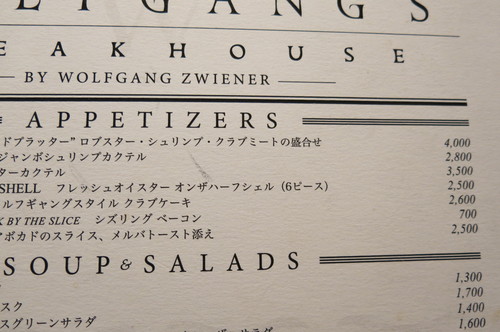 GANG'S
EAKHOUSE
BY WOLFGANG ZWIENER
APPETIZERS
ドプラッター" ロブスター・シュリンプ・クラブミートの盛合せ 4,000
ジャンボシュリンプカクテル 2,800
ターカクテル 3,500
SHELL フレッシュオイスター オンザハーフシェル（6ピース） 2,500
ルフギャングスタイル クラブケーキ 2,600
BY THE SLICE シズリング ベーコン 700
アボカドのスライス、メルバトースト添え 2,500
SOUP & SALADS
1,300
スク 1,700
スグリーンサラダ 1,400
サラダ 1,600